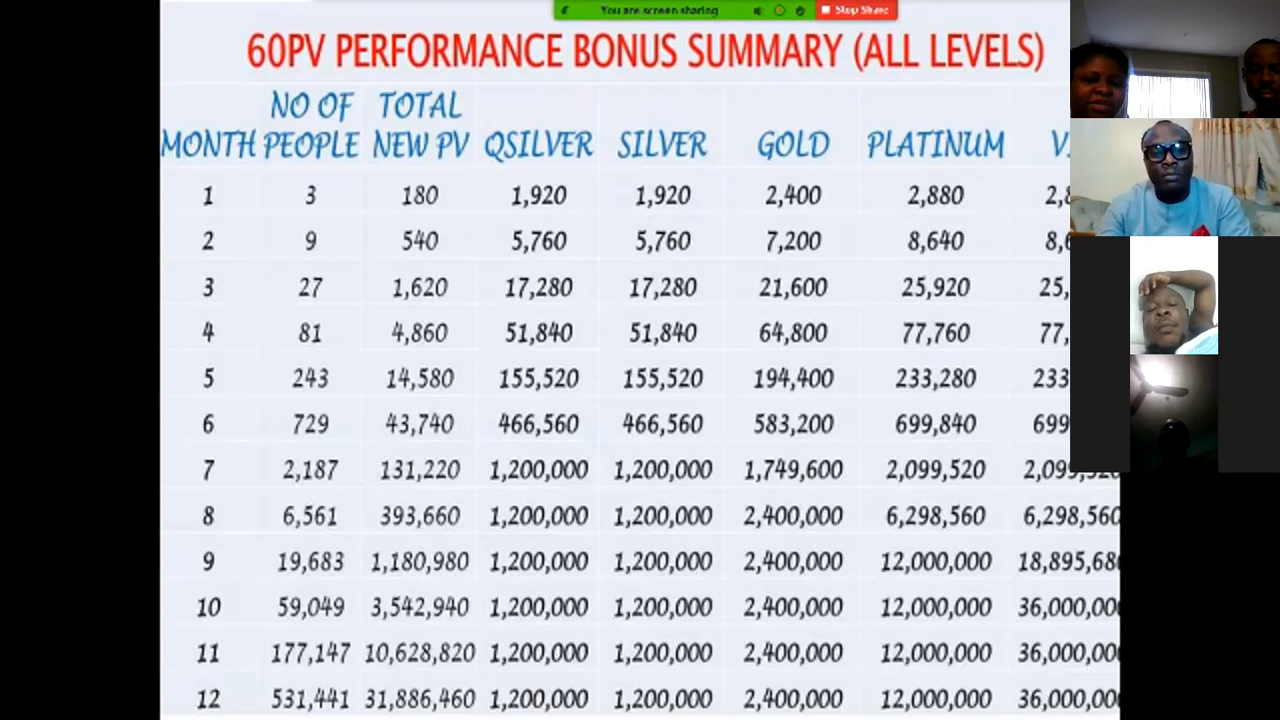 You are screen sharing
Stop Share
60PV PERFORMANCE BONUS SUMMARY (ALL LEVELS)
MONTH NO OF PEOPLE TOTAL NEW PV QSILVER SILVER GOLD PLATINUM
1 3 180 1,920 1,920 2,400 2,880
2 9 540 5,760 5,760 7,200 8,640
3 27 1,620 17,280 17,280 21,600 25,920
4 81 4,860 51,840 51,840 64,800 77,760
5 243 14,580 155,520 155,520 194,400 233,280
6 729 43,740 466,560 466,560 583,200 699,840
7 2,187 131,220 1,200,000 1,200,000 1,749,600 2,099,520
8 6,561 393,660 1,200,000 1,200,000 2,400,000 6,298,560 6,298,560
9 19,683 1,180,980 1,200,000 1,200,000 2,400,000 12,000,000
10 59,049 3,542,940 1,200,000 1,200,000 2,400,000 12,000,000
11 177,147 10,628,820 1,200,000 1,200,000 2,400,000 12,000,000
12 531,441 31,886,460 1,200,000 1,200,000 2,400,000 12,000,000